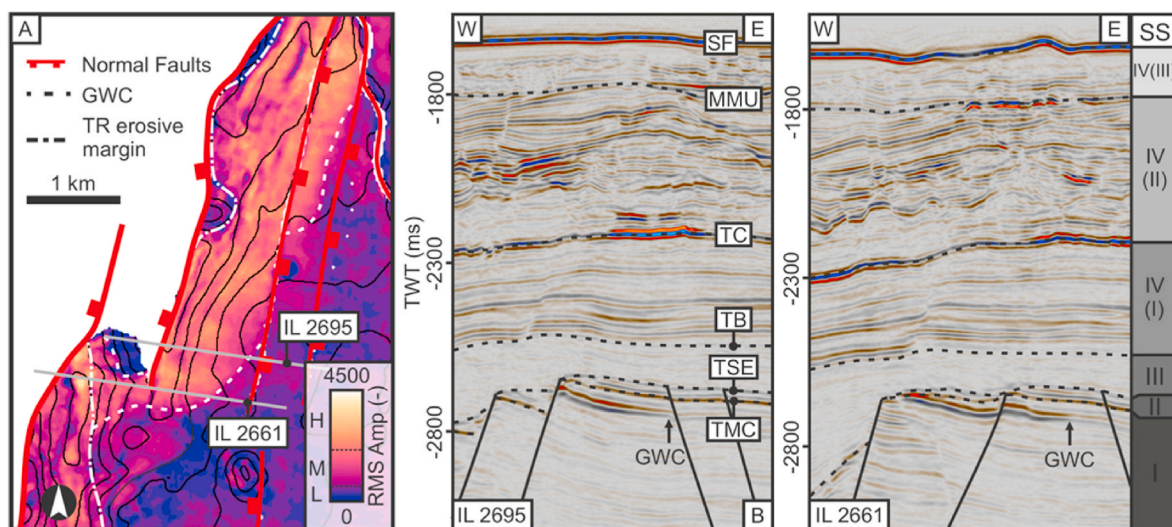 A
Normal Faults
GWC
TR erosive
margin
1 km
IL 2695
IL 2661
4500
H
M
L
0
RMS Amp (-)
W
E
SF
MMU
TC
TB
TSE
TMC
GWC
IL 2695
B
TWT (ms)
-1800
-2300
-2800
W
E
-1800
-2300
-2800
GWC
IL 2661
SS
IV(III)
IV
(II)
IV
(I)
III
II
I